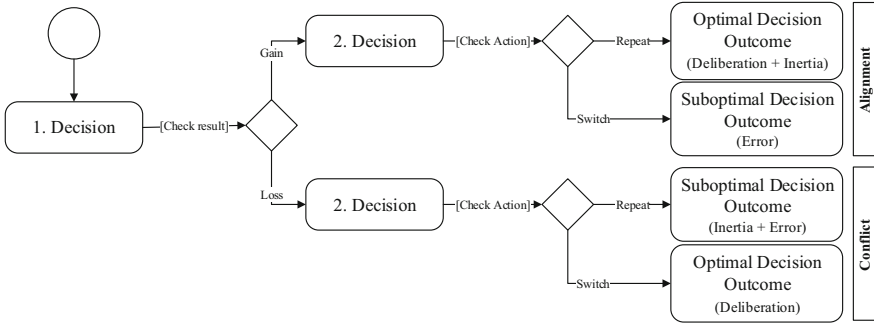 1. Decision
[Check result]
Gain
2. Decision
[Check Action]
Repeat
Optimal Decision
Outcome
(Deliberation + Inertia)
Switch
Suboptimal Decision
Outcome
(Error)
Alignment
Loss
2. Decision
[Check Action]
Repeat
Suboptimal Decision
Outcome
(Inertia + Error)
Switch
Optimal Decision
Outcome
(Deliberation)
Conflict